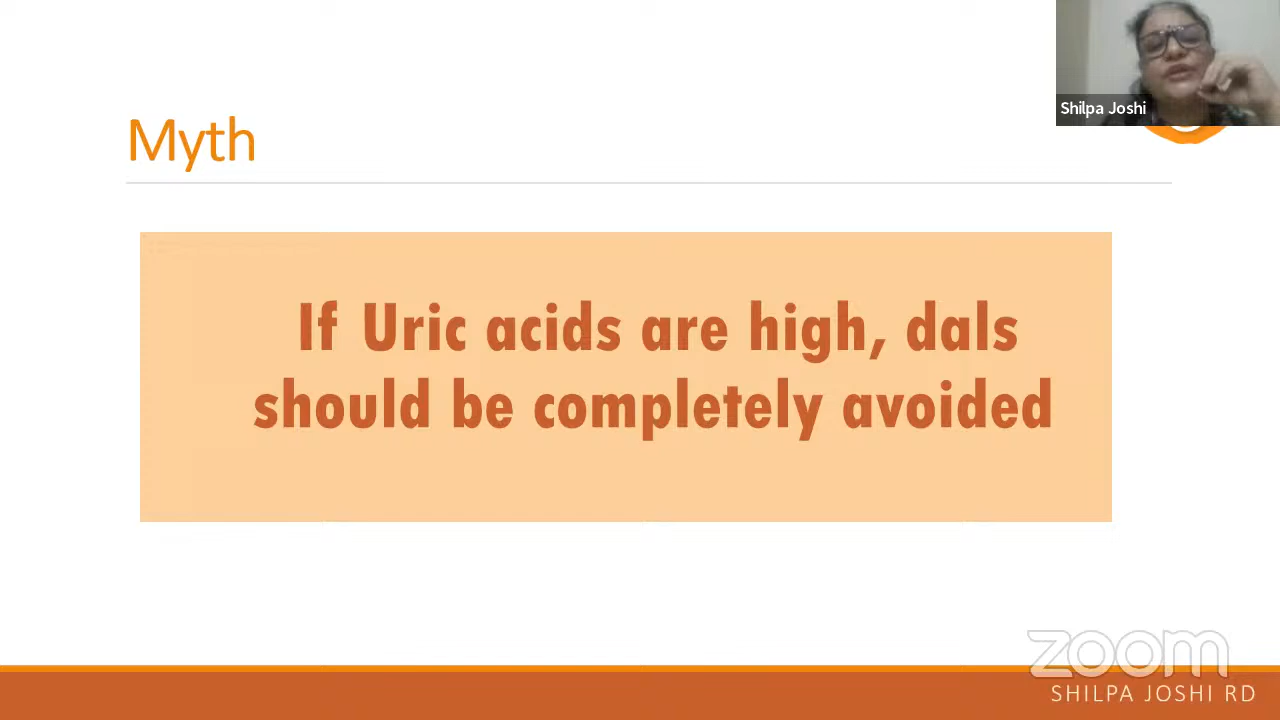 Shilpa Joshi
Myth
If Uric acids are high, dals
should be completely avoided
zoom
SHILPA JOSHI RD